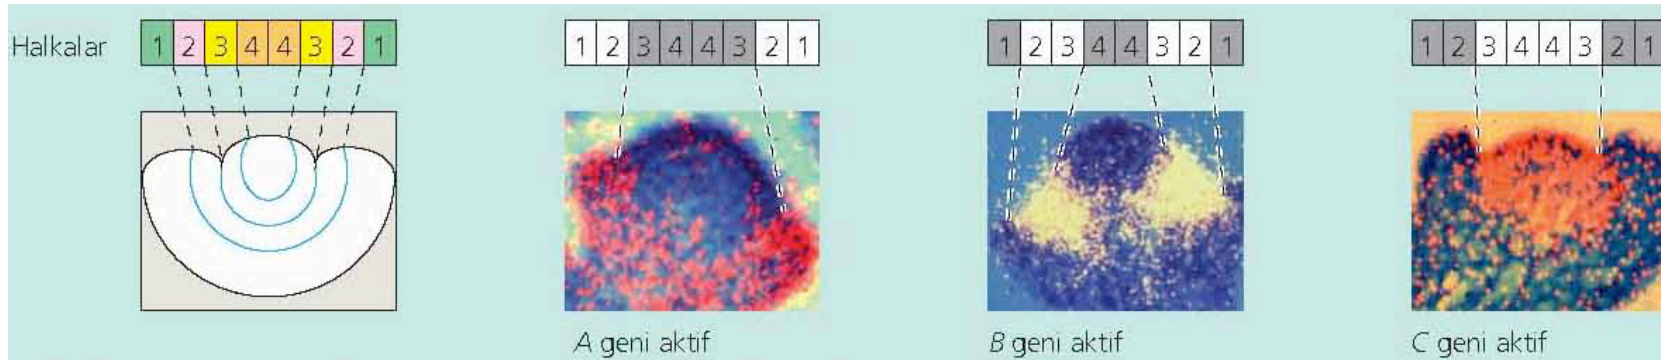 Halkalar 1 2 3 4 4 3 2 1 1 2 3 4 4 3 2 1 1 2 3 4 4 3 2 1 1 2 3 4 4 3 2 1
A geni aktif B geni aktif C geni aktif